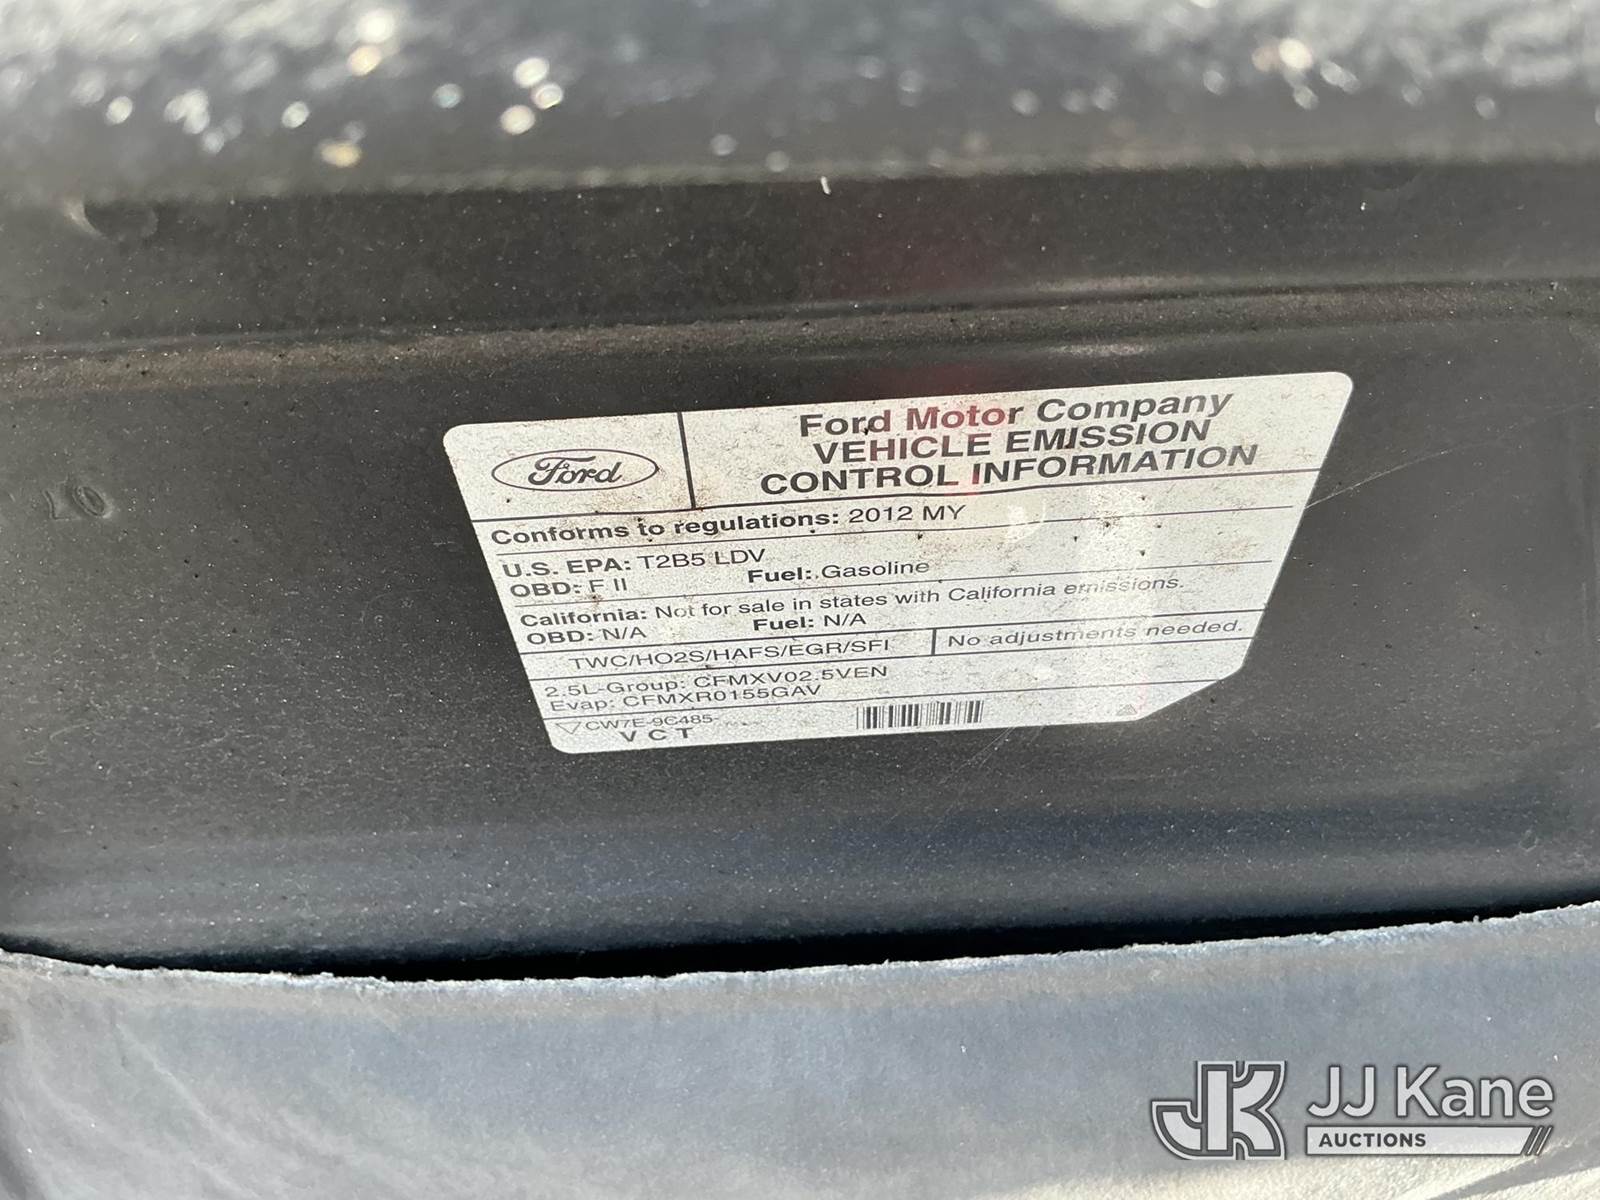 Ford
Ford Motor Company
VEHICLE EMISSION
CONTROL INFORMATION
Conforms to regulations: 2012 MY
U.S. EPA: T2B5 LDV
OBD: F II Fuel: Gasoline
California: Not for sale in states with California emissions.
OBD: N/A Fuel: N/A
TWC/HO2S/HAFS/EGR/SFI No adjustments needed.
2.5L-Group: CFMXV02.5VEN
Evap: CFMXR0155GAV
CW7E-9C485-
V C T
10
JK JJ Kane
AUCTIONS